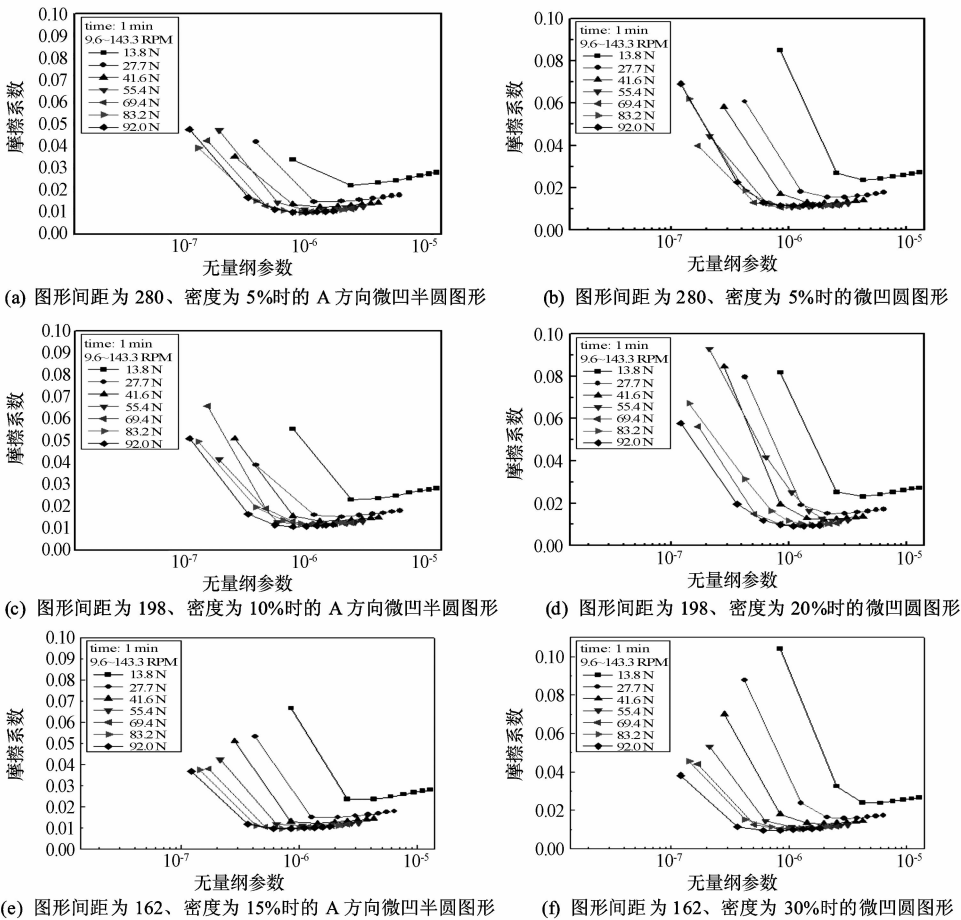 0.10
0.09
0.08
0.07
0.06
0.05
0.04
0.03
0.02
0.01
0.00
摩擦系数
time: 1 min
9.6~143.3 RPM
13.8 N
27.7 N
41.6 N
55.4 N
69.4 N
83.2 N
92.0 N
10-7
10-6
10-5
无量纲参数
(a) 图形间距为 280、密度为 5%时的 A 方向微凹半圆图形
0.10
0.08
0.06
0.04
0.02
0.00
摩擦系数
time: 1 min
9.6~143.3 RPM
13.8 N
27.7 N
41.6 N
55.4 N
69.4 N
83.2 N
92.0 N
10-7
10-6
10-5
无量纲参数
(b) 图形间距为 280、密度为 5%时的微凹圆图形
0.10
0.09
0.08
0.07
0.06
0.05
0.04
0.03
0.02
0.01
0.00
摩擦系数
time: 1 min
9.6~143.3 RPM
13.8 N
27.7 N
41.6 N
55.4 N
69.4 N
83.2 N
92.0 N
10-7
10-6
10-5
无量纲参数
(c) 图形间距为 198、密度为 10%时的 A 方向微凹半圆图形
0.10
0.08
0.06
0.04
0.02
0.00
摩擦系数
time: 1 min
9.6~143.3 RPM
13.8 N
27.7 N
41.6 N
55.4 N
69.4 N
83.2 N
92.0 N
10-7
10-6
10-5
无量纲参数
(d) 图形间距为 198、密度为 20%时的微凹圆图形
0.10
0.09
0.08
0.07
0.06
0.05
0.04
0.03
0.02
0.01
0.00
摩擦系数
time: 1 min
9.6~143.3 RPM
13.8 N
27.7 N
41.6 N
55.4 N
69.4 N
83.2 N
92.0 N
10-7
10-6
10-5
无量纲参数
(e) 图形间距为 162、密度为 15%时的 A 方向微凹半圆图形
0.10
0.08
0.06
0.04
0.02
0.00
摩擦系数
time: 1 min
9.6~143.3 RPM
13.8 N
27.7 N
41.6 N
55.4 N
69.4 N
83.2 N
92.0 N
10-7
10-6
10-5
无量纲参数
(f) 图形间距为 162、密度为 30%时的微凹圆图形